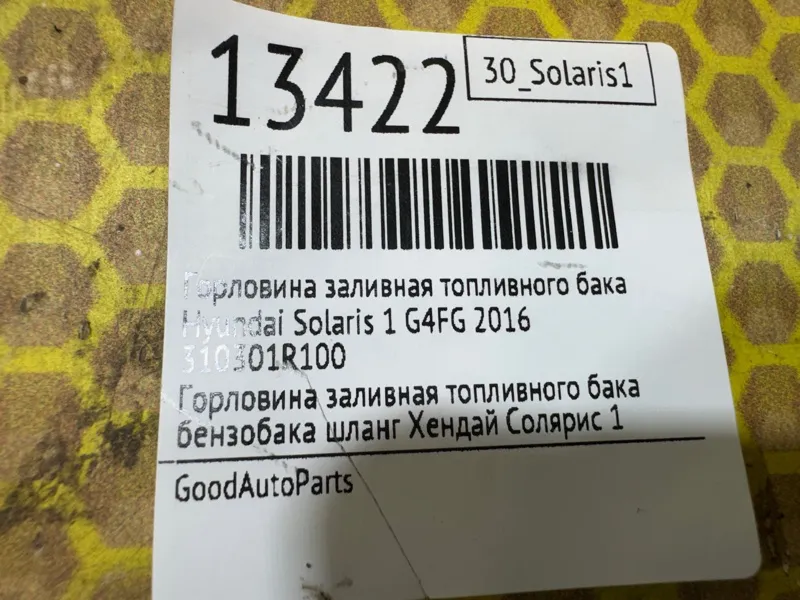 13422
30_Solaris1
Горловина заливная топливного бака
Hyundai Solaris 1 G4FG 2016
310301R100
Горловина заливная топливного бака
бензобака шланг Хендай Солярис 1
GoodAutoParts